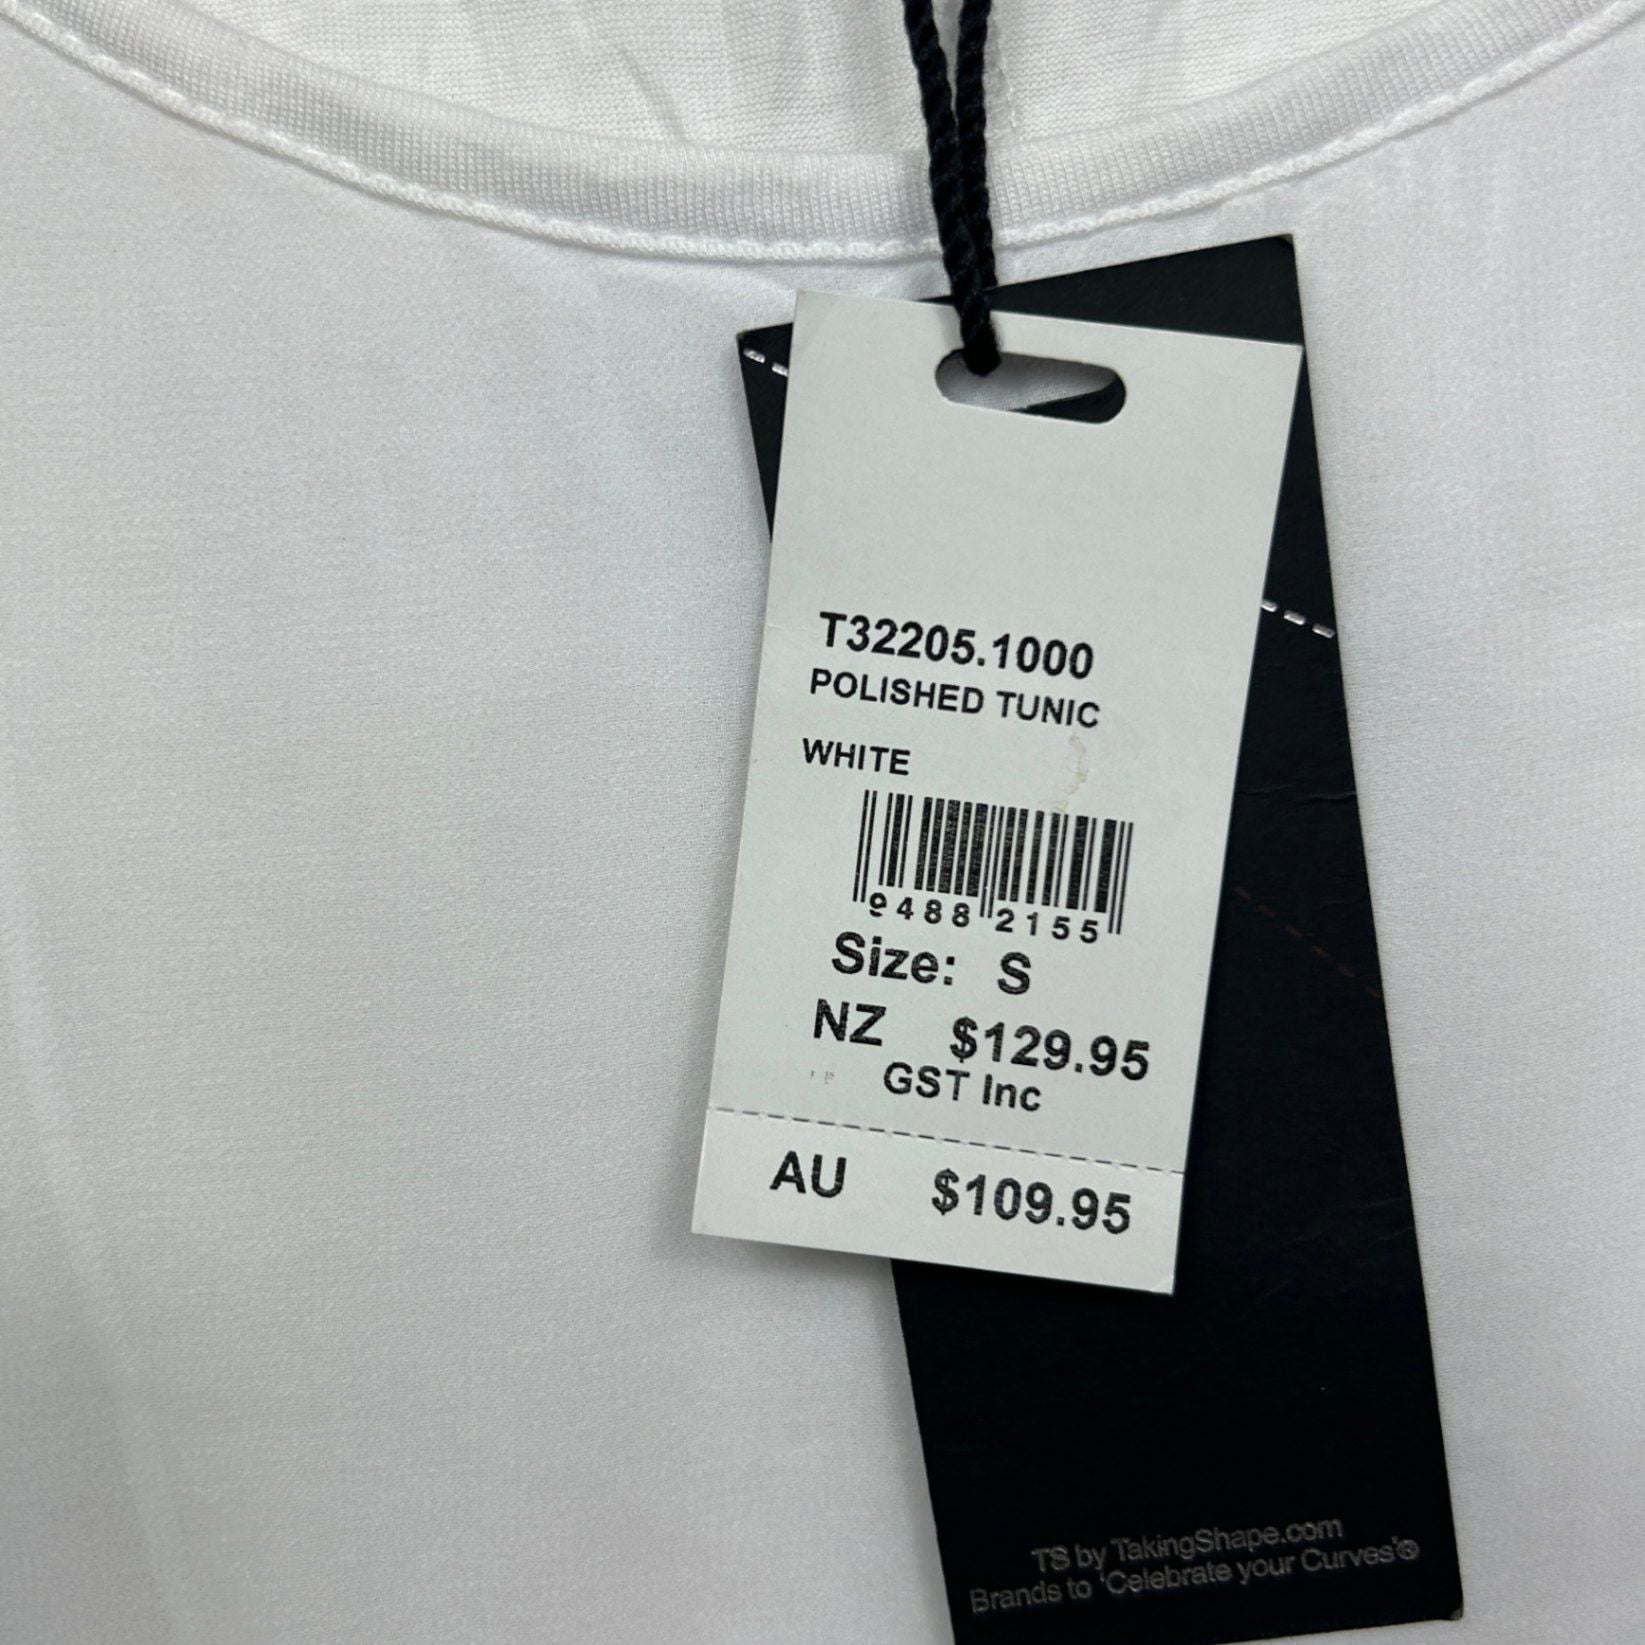 T32205.1000
POLISHED TUNIC
WHITE
9488 2155
Size: S
NZ $129.95
GST Inc
AU $109.95
TS by TakingShape.com
Brands to ‘Celebrate your Curves’®